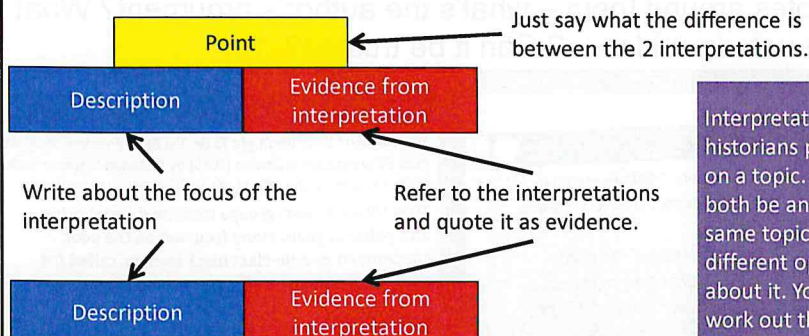 Just say what the difference is
between the 2 interpretations.
Point
Description
Evidence from
interpretation
Write about the focus of the
interpretation
Refer to the interpretations
and quote it as evidence.
Description
Evidence from
interpretation
Interpretat
historians p
on a topic.
both be an
same topic
different o
about it. Yo
work out th